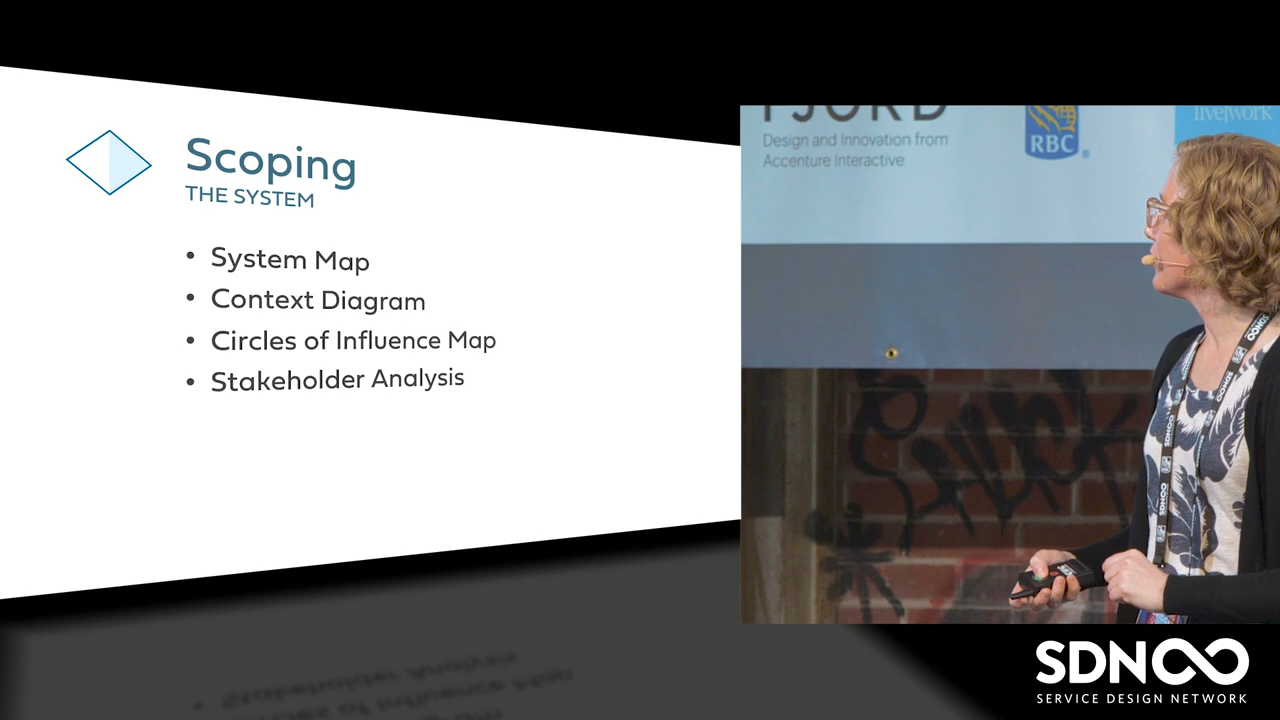 Scoping
THE SYSTEM
• System Map
• Context Diagram
• Circles of Influence Map
• Stakeholder Analysis
FJORD
Design and Innovation from
Accenture Interactive
RBC
®
live|work
SDN
SDN
SERVICE DESIGN NETWORK